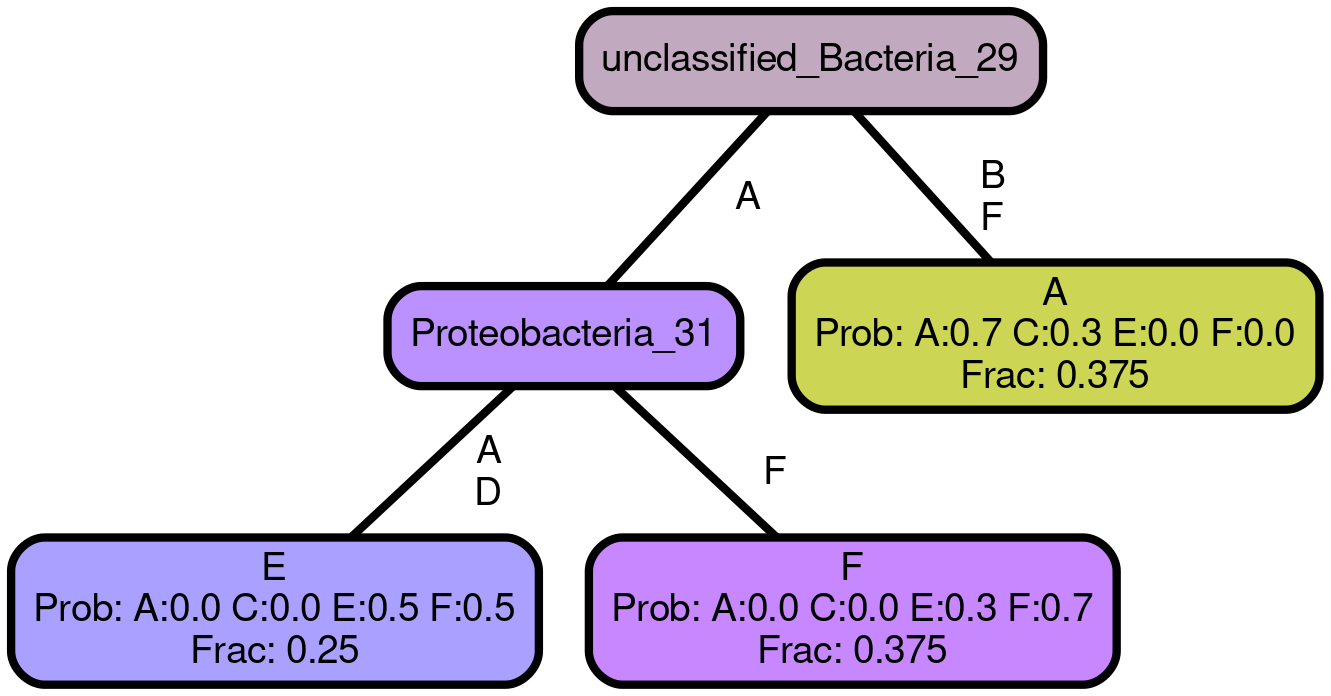 unclassified_Bacteria_29
A
B
F
Proteobacteria_31
A
Prob: A:0.7 C:0.3 E:0.0 F:0.0
Frac: 0.375
A
D
F
E
Prob: A:0.0 C:0.0 E:0.5 F:0.5
Frac: 0.25
F
Prob: A:0.0 C:0.0 E:0.3 F:0.7
Frac: 0.375